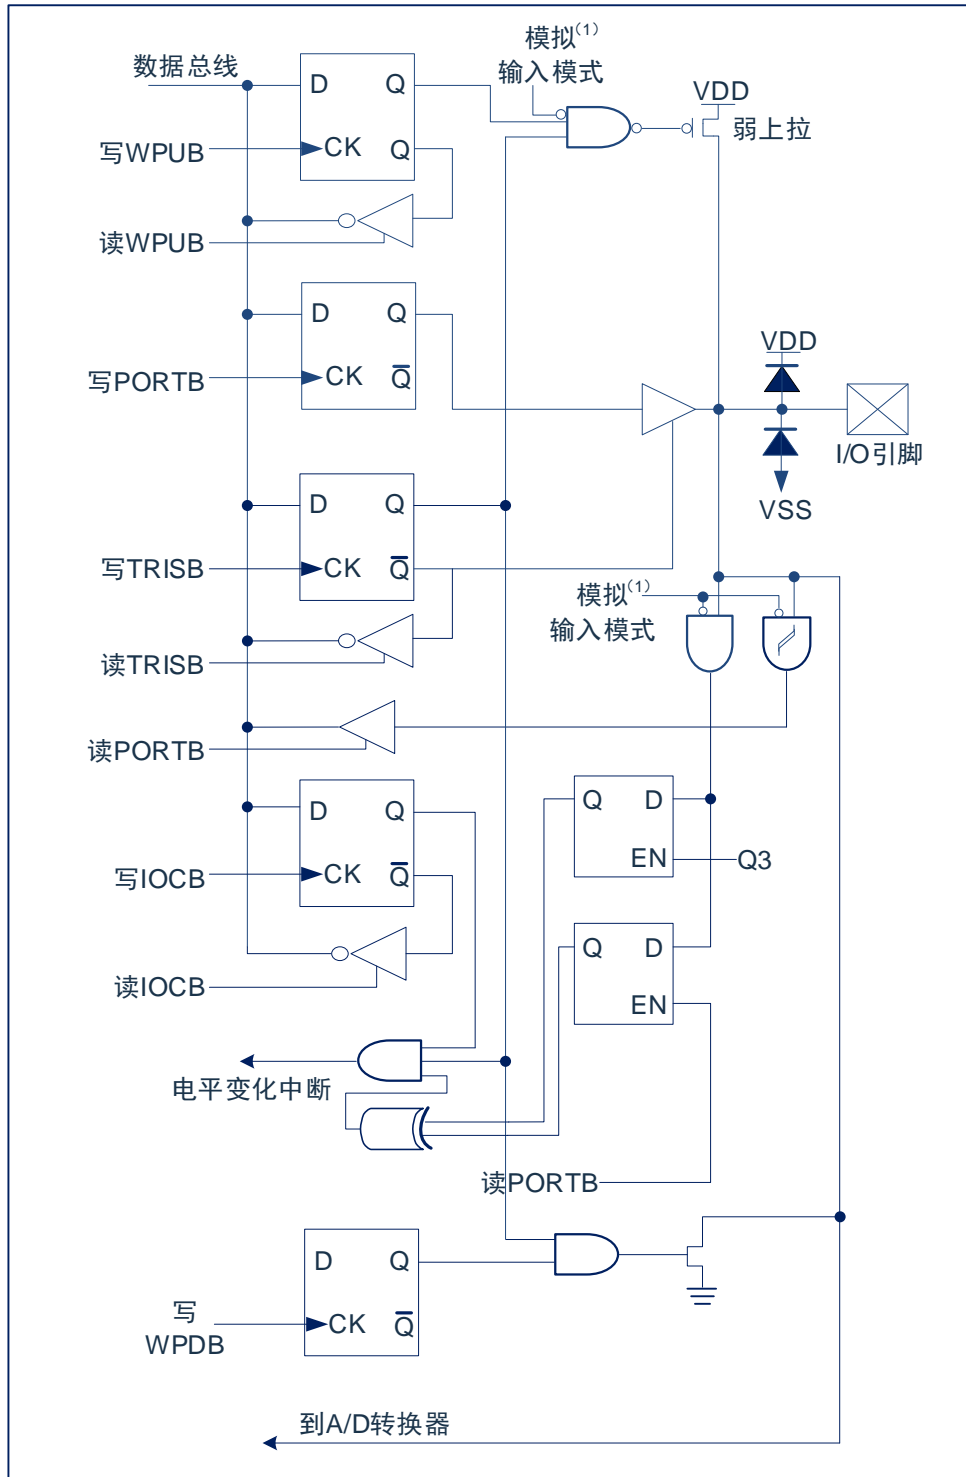 模拟(1)
输入模式
数据总线
D Q
VDD
弱上拉
写WPUB
CK Q
读WPUB
D Q
写PORTB
CK Q̅
VDD
I/O引脚
VSS
D Q
写TRISB
CK Q̅
模拟(1)
输入模式
读TRISB
读PORTB
D Q
Q D
EN
Q3
写IOCB
CK Q̅
Q D
EN
读IOCB
电平变化中断
读PORTB
D Q
写
WPDB
CK Q̅
到A/D转换器